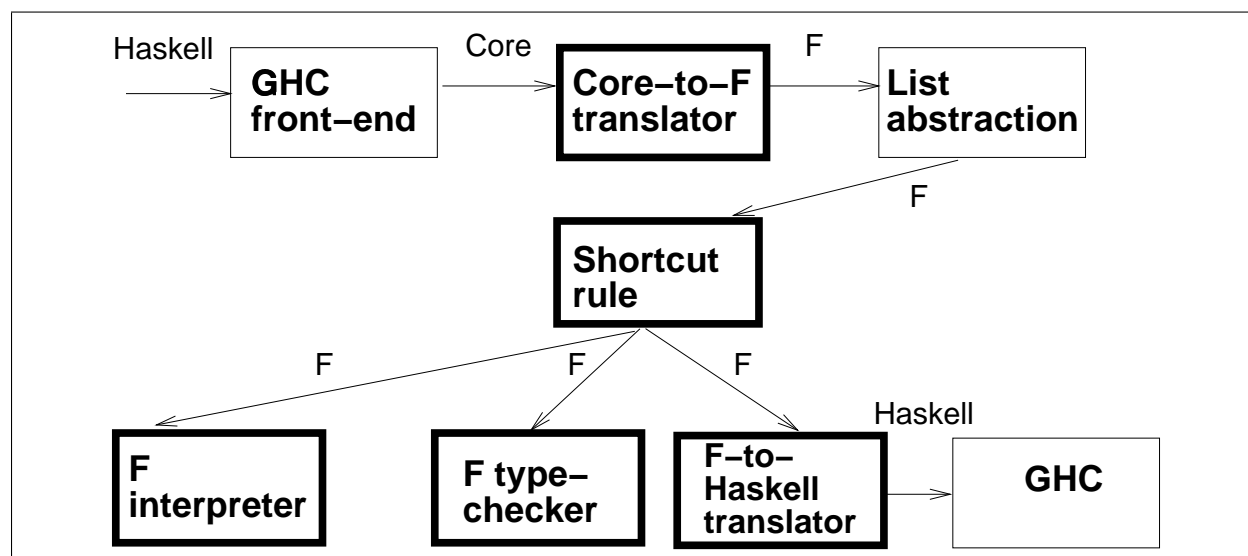 Haskell
GHC
front−end
Core
Core−to−F
translator
F
List
abstraction
F
Shortcut
rule
F
F
F
F
interpreter
F type−
checker
F−to−
Haskell
translator
Haskell
GHC